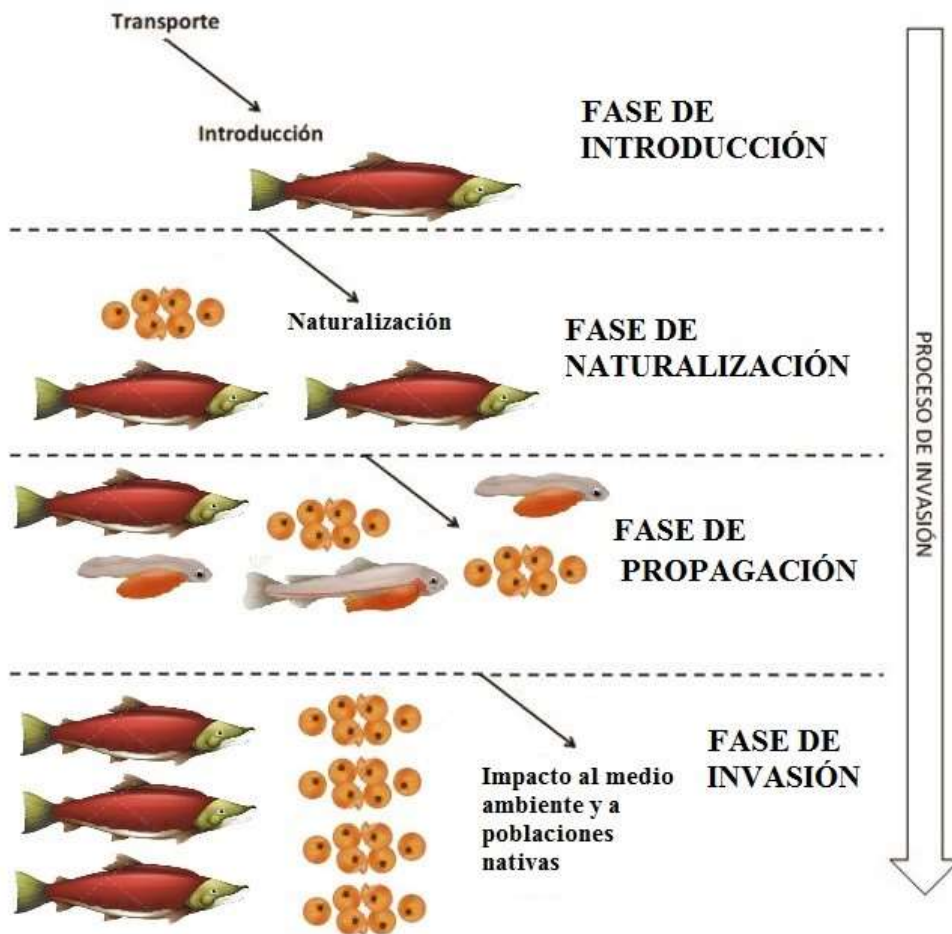 Transporte
Introducción
FASE DE
INTRODUCCIÓN
Naturalización
FASE DE
NATURALIZACIÓN
FASE DE
PROPAGACIÓN
FASE DE
INVASIÓN
Impacto al medio
ambiente y a
poblaciones
nativas
PROCESO DE INVASIÓN